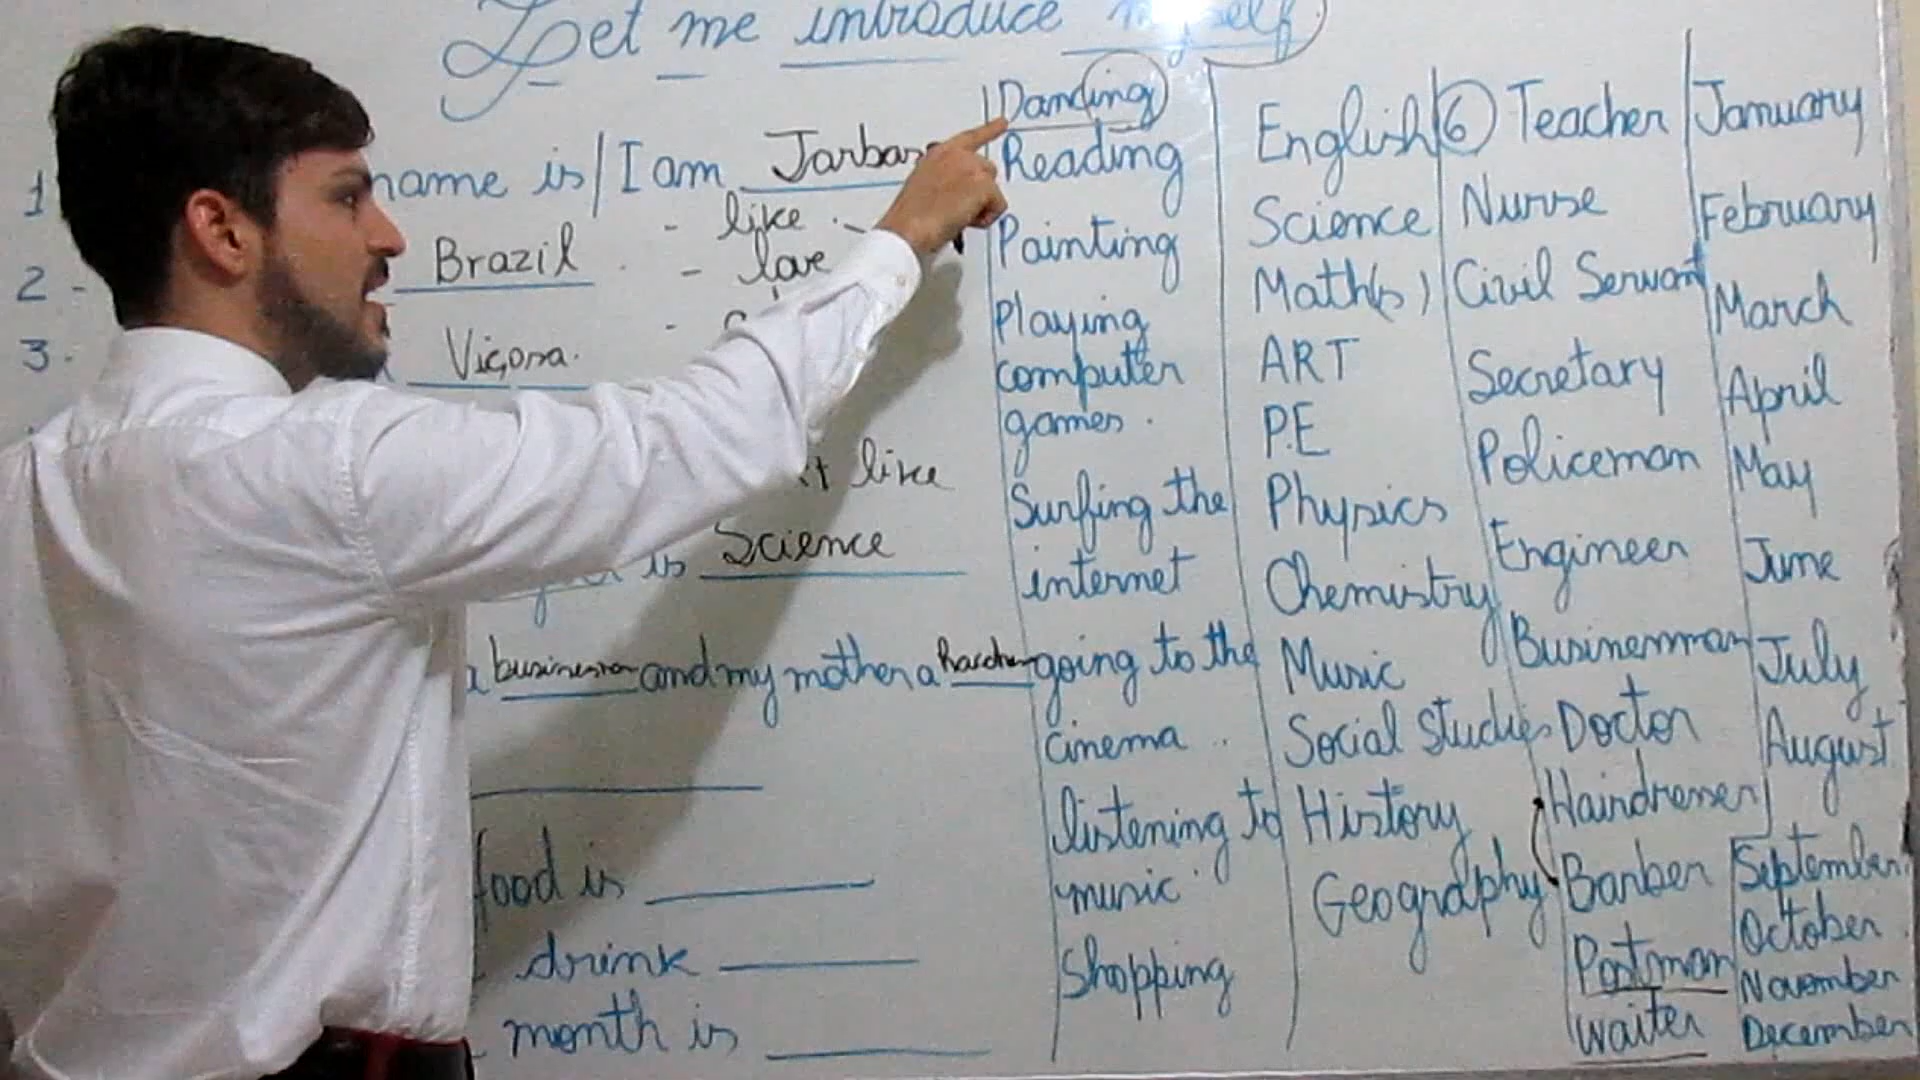 Let me introduce myself
1 name is / I am Jarbas
2 - Brazil . - like
- love
3. Viçosa. -
like
is Science
a businessman and my mother a
food is
drink
month is
Dancing
Reading
Painting
Playing
computer
games.
Surfing the
internet
going to the
cinema ..
listening to
music.
Shopping
English
Science
Math(s)
ART
P.E
Physics
Chemistry
Music
Social Studies
History
Geography
6 Teacher
Nurse
Civil Servant
Secretary
Policeman
Engineer
Businessman
Doctor
Hairdresser
Barber
Postman
waiter
January
February
March
April
May
June
July
August
September
October
November
December